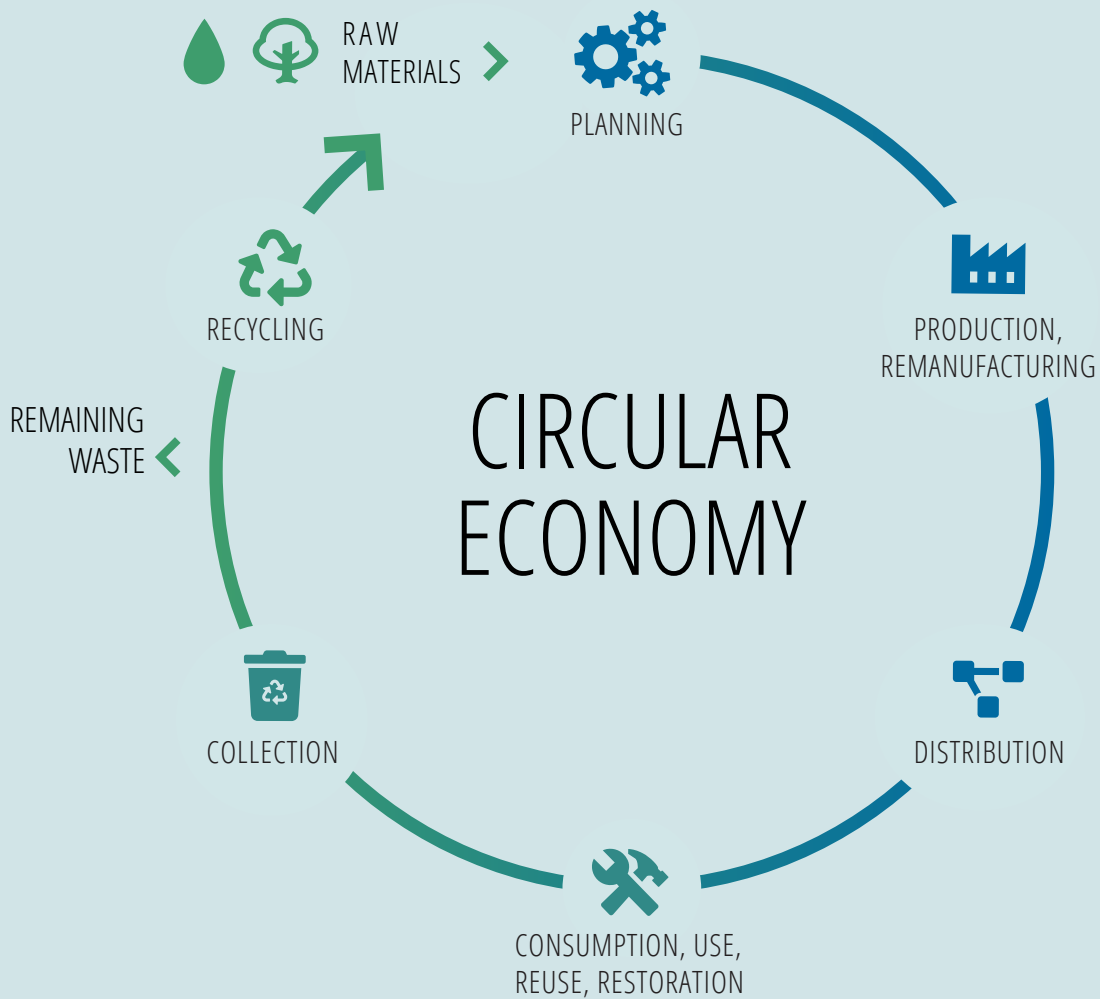 RAW
MATERIALS
PLANNING
PRODUCTION,
REMANUFACTURING
DISTRIBUTION
CONSUMPTION, USE,
REUSE, RESTORATION
COLLECTION
REMAINING
WASTE
RECYCLING
CIRCULAR
ECONOMY